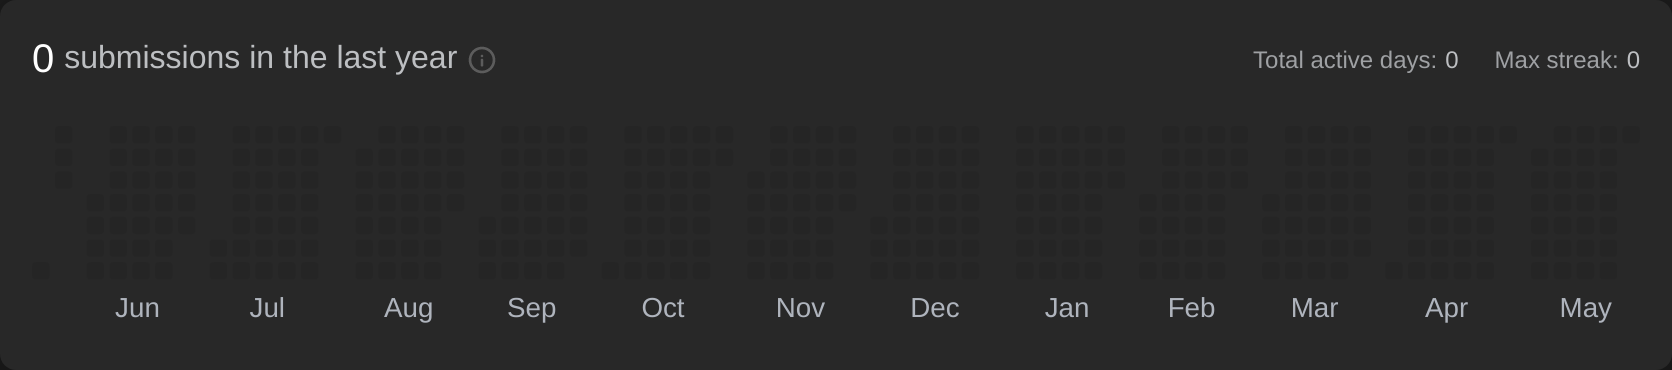 0 submissions in the last year
Total active days: 0 Max streak: 0
Jun Jul Aug Sep Oct Nov Dec Jan Feb Mar Apr May